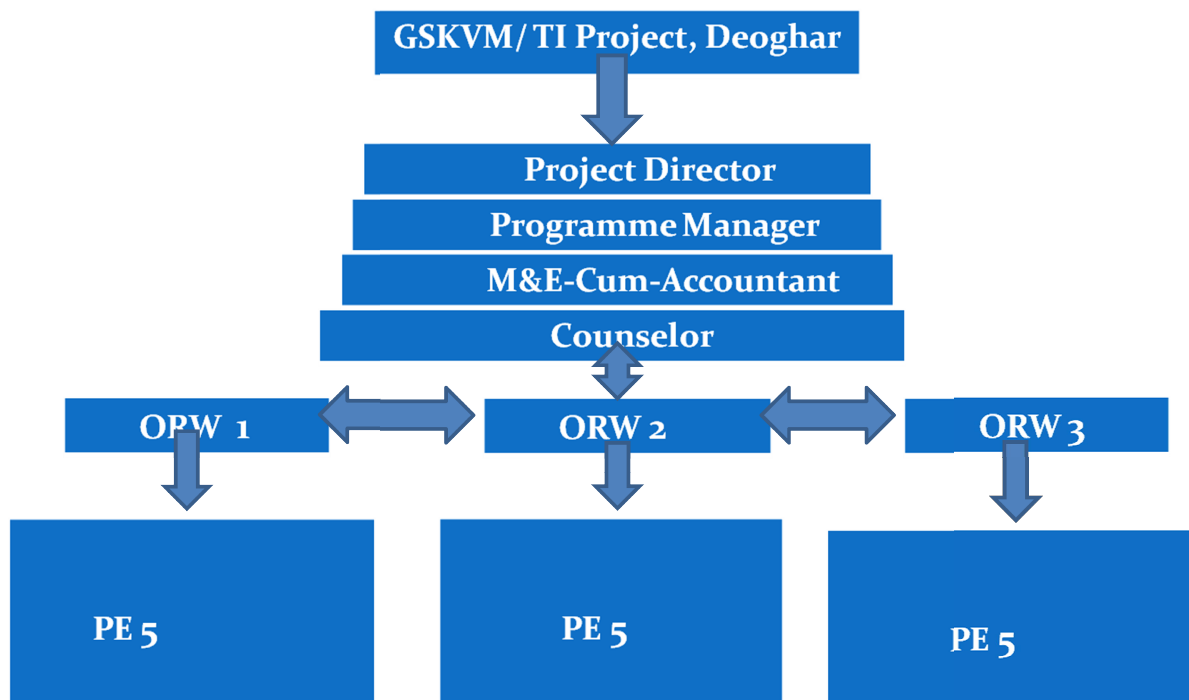 GSKVM/ TI Project, Deoghar
Project Director
Programme Manager
M&E-Cum-Accountant
Counselor
ORW 1
ORW 2
ORW 3
PE 5
PE 5
PE 5